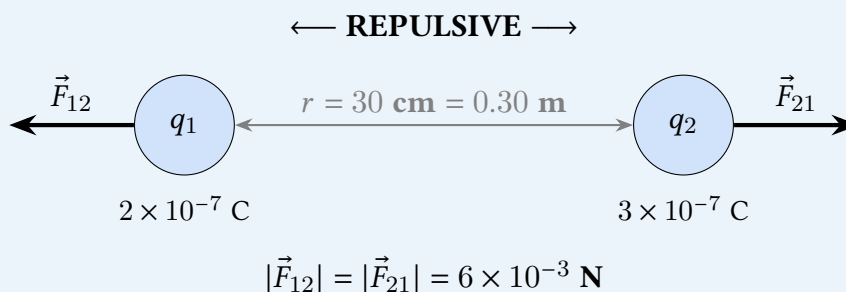 ⟵ REPULSIVE ⟶
F⃗₁₂ r = 30 cm = 0.30 m F⃗₂₁
q₁ q₂
2 × 10⁻⁷ C 3 × 10⁻⁷ C
|F⃗₁₂| = |F⃗₂₁| = 6 × 10⁻³ N